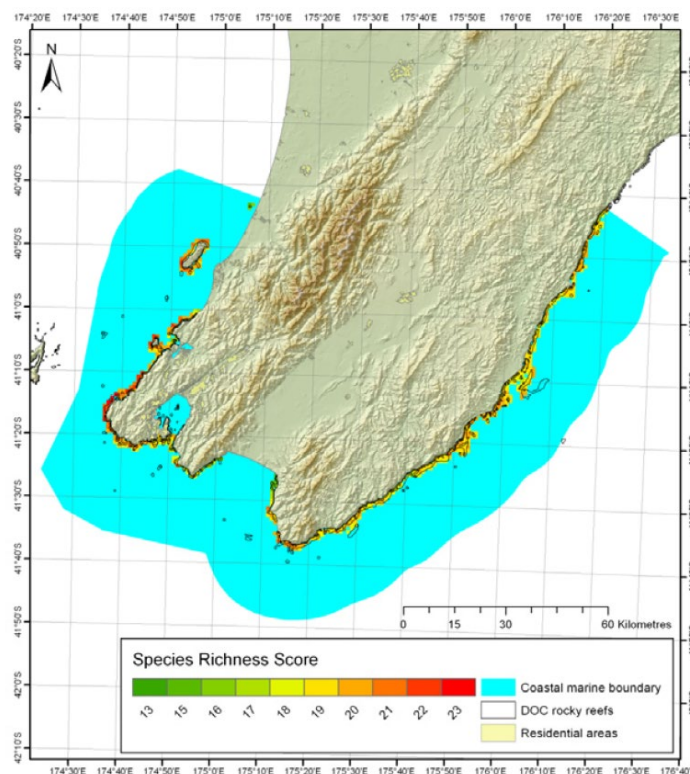 174°20'E 174°30'E 174°40'E 174°50'E 175°0'E 175°10'E 175°20'E 175°30'E 175°40'E 175°50'E 176°0'E 176°10'E 176°20'E 176°30'E
N
40°20'S
40°30'S
40°40'S
40°50'S
41°0'S
41°10'S
41°20'S
41°30'S
41°40'S
41°50'S
42°0'S
42°10'S
0 15 30 60 Kilometres
Species Richness Score
13 15 16 17 18 19 20 21 22 23
Coastal marine boundary
DOC rocky reefs
Residential areas
174°30'E 174°40'E 174°50'E 175°0'E 175°10'E 175°20'E 175°30'E 175°40'E 175°50'E 176°0'E 176°10'E 176°20'E 176°30'E